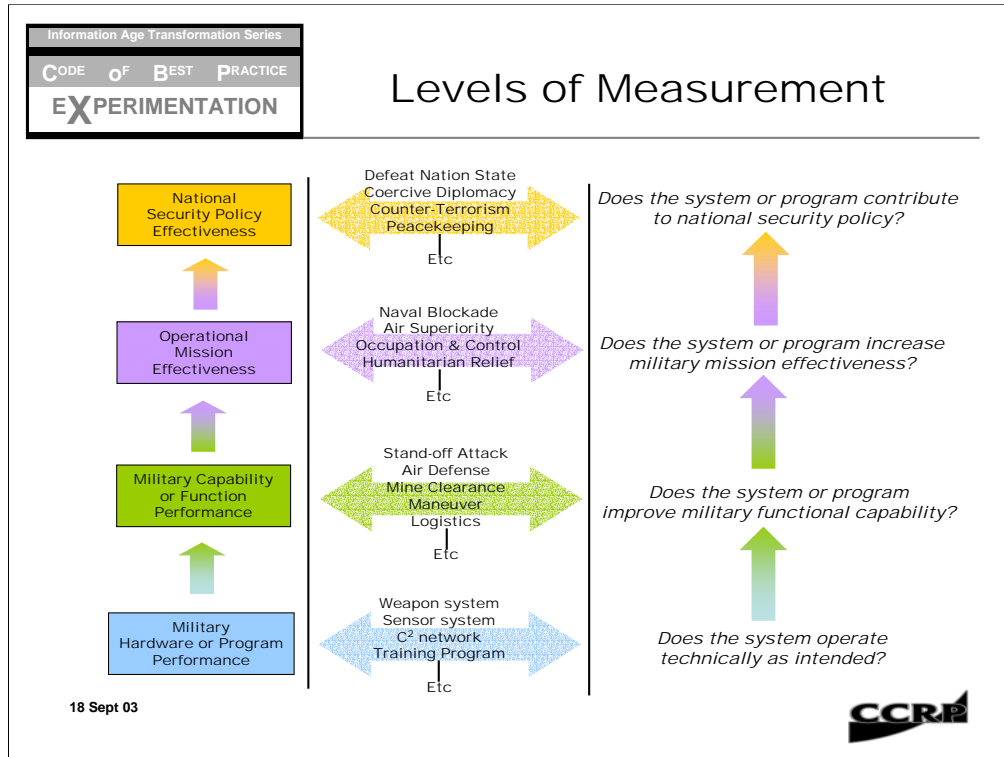 Information Age Transformation Series
CODE oF BEST PRACTICE
EXPERIMENTATION
Levels of Measurement
National
Security Policy
Effectiveness
Defeat Nation State
Coercive Diplomacy
Counter-Terrorism
Peacekeeping
Etc
Does the system or program contribute
to national security policy?
Operational
Mission
Effectiveness
Naval Blockade
Air Superiority
Occupation & Control
Humanitarian Relief
Etc
Does the system or program increase
military mission effectiveness?
Military Capability
or Function
Performance
Stand-off Attack
Air Defense
Mine Clearance
Maneuver
Logistics
Etc
Does the system or program
improve military functional capability?
Military
Hardware or Program
Performance
Weapon system
Sensor system
C² network
Training Program
Etc
Does the system operate
technically as intended?
18 Sept 03
CCRP